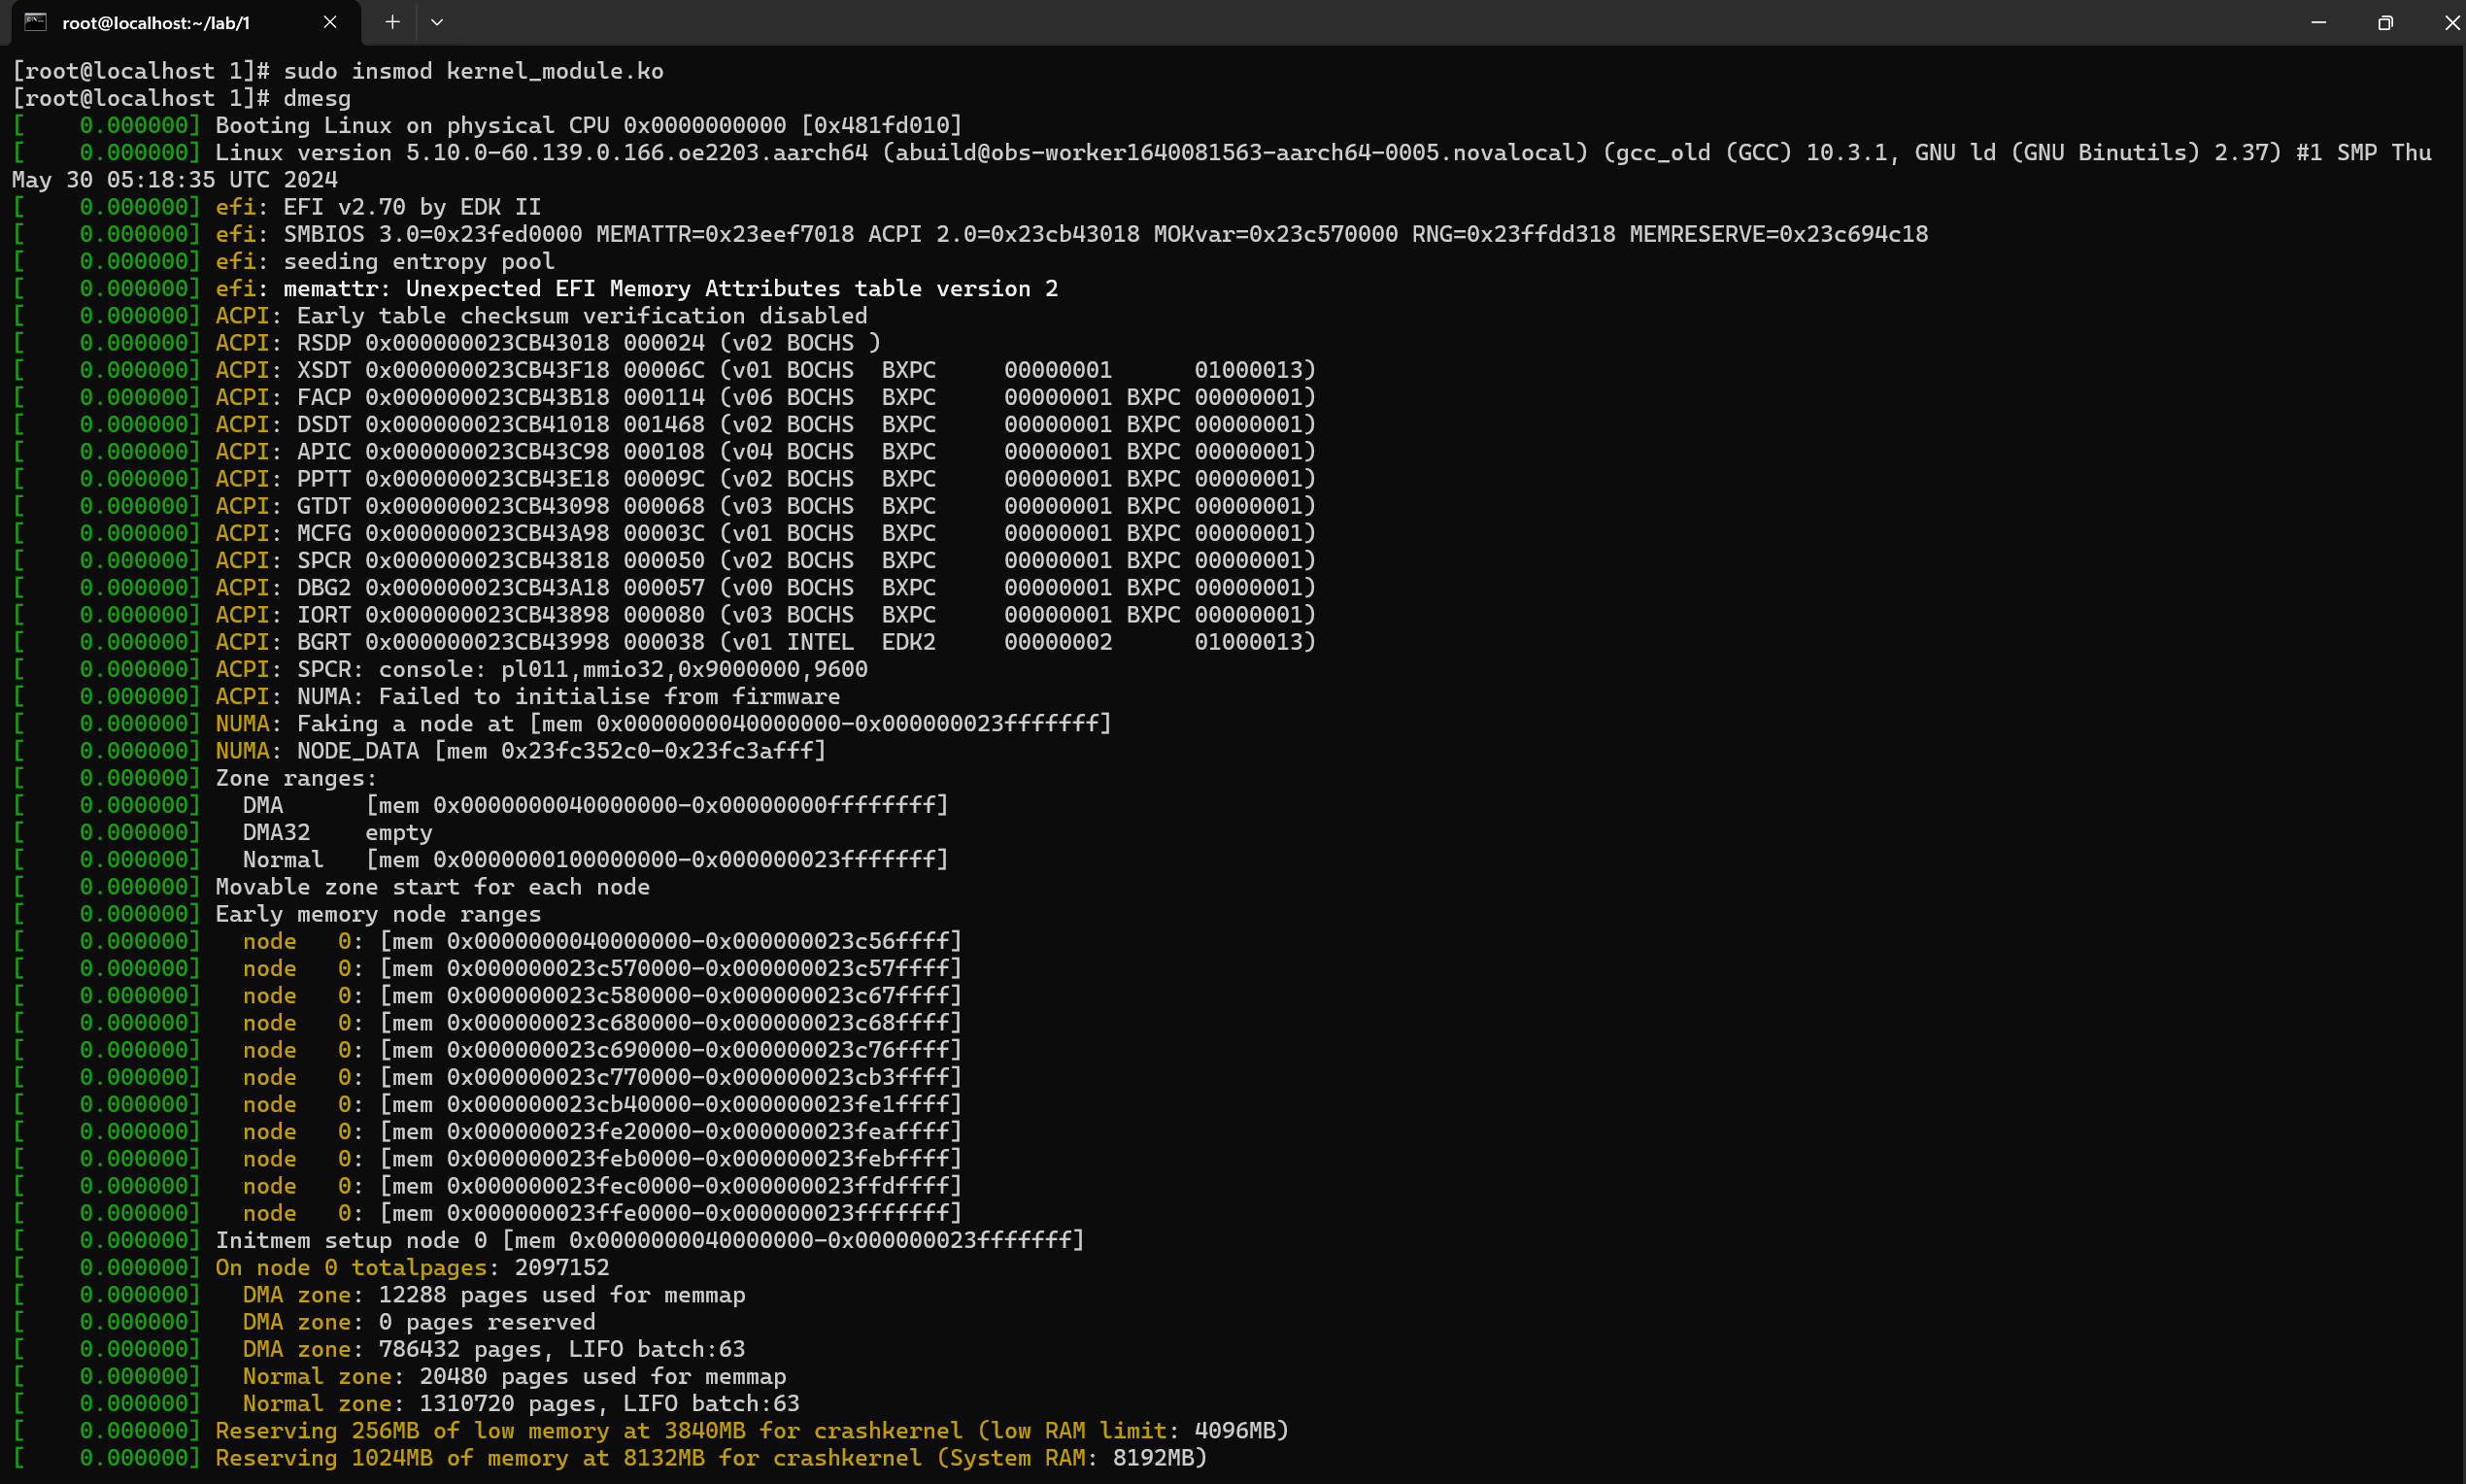 root@localhost:~/lab/1
[root@localhost 1]# sudo insmod kernel_module.ko
[root@localhost 1]# dmesg
[    0.000000] Booting Linux on physical CPU 0x0000000000 [0x481fd010]
[    0.000000] Linux version 5.10.0-60.139.0.166.oe2203.aarch64 (abuild@obs-worker1640081563-aarch64-0005.novalocal) (gcc_old (GCC) 10.3.1, GNU ld (GNU Binutils) 2.37) #1 SMP Thu
May 30 05:18:35 UTC 2024
[    0.000000] efi: EFI v2.70 by EDK II
[    0.000000] efi: SMBIOS 3.0=0x23fed0000 MEMATTR=0x23eef7018 ACPI 2.0=0x23cb43018 MOKvar=0x23c570000 RNG=0x23ffdd318 MEMRESERVE=0x23c694c18
[    0.000000] efi: seeding entropy pool
[    0.000000] efi: memattr: Unexpected EFI Memory Attributes table version 2
[    0.000000] ACPI: Early table checksum verification disabled
[    0.000000] ACPI: RSDP 0x000000023CB43018 000024 (v02 BOCHS )
[    0.000000] ACPI: XSDT 0x000000023CB43F18 00006C (v01 BOCHS  BXPC     00000001      01000013)
[    0.000000] ACPI: FACP 0x000000023CB43B18 000114 (v06 BOCHS  BXPC     00000001 BXPC 00000001)
[    0.000000] ACPI: DSDT 0x000000023CB41018 001468 (v02 BOCHS  BXPC     00000001 BXPC 00000001)
[    0.000000] ACPI: APIC 0x000000023CB43C98 000108 (v04 BOCHS  BXPC     00000001 BXPC 00000001)
[    0.000000] ACPI: PPTT 0x000000023CB43E18 00009C (v02 BOCHS  BXPC     00000001 BXPC 00000001)
[    0.000000] ACPI: GTDT 0x000000023CB43098 000068 (v03 BOCHS  BXPC     00000001 BXPC 00000001)
[    0.000000] ACPI: MCFG 0x000000023CB43A98 00003C (v01 BOCHS  BXPC     00000001 BXPC 00000001)
[    0.000000] ACPI: SPCR 0x000000023CB43818 000050 (v02 BOCHS  BXPC     00000001 BXPC 00000001)
[    0.000000] ACPI: DBG2 0x000000023CB43A18 000057 (v00 BOCHS  BXPC     00000001 BXPC 00000001)
[    0.000000] ACPI: IORT 0x000000023CB43898 000080 (v03 BOCHS  BXPC     00000001 BXPC 00000001)
[    0.000000] ACPI: BGRT 0x000000023CB43998 000038 (v01 INTEL  EDK2     00000002      01000013)
[    0.000000] ACPI: SPCR: console: pl011,mmio32,0x9000000,9600
[    0.000000] ACPI: NUMA: Failed to initialise from firmware
[    0.000000] NUMA: Faking a node at [mem 0x0000000040000000-0x000000023fffffff]
[    0.000000] NUMA: NODE_DATA [mem 0x23fc352c0-0x23fc3afff]
[    0.000000] Zone ranges:
[    0.000000]   DMA      [mem 0x0000000040000000-0x00000000ffffffff]
[    0.000000]   DMA32    empty
[    0.000000]   Normal   [mem 0x0000000100000000-0x000000023fffffff]
[    0.000000] Movable zone start for each node
[    0.000000] Early memory node ranges
[    0.000000]   node   0: [mem 0x0000000040000000-0x000000023c56ffff]
[    0.000000]   node   0: [mem 0x000000023c570000-0x000000023c57ffff]
[    0.000000]   node   0: [mem 0x000000023c580000-0x000000023c67ffff]
[    0.000000]   node   0: [mem 0x000000023c680000-0x000000023c68ffff]
[    0.000000]   node   0: [mem 0x000000023c690000-0x000000023c76ffff]
[    0.000000]   node   0: [mem 0x000000023c770000-0x000000023cb3ffff]
[    0.000000]   node   0: [mem 0x000000023cb40000-0x000000023fe1ffff]
[    0.000000]   node   0: [mem 0x000000023fe20000-0x000000023feaffff]
[    0.000000]   node   0: [mem 0x000000023feb0000-0x000000023febffff]
[    0.000000]   node   0: [mem 0x000000023fec0000-0x000000023ffdffff]
[    0.000000]   node   0: [mem 0x000000023ffe0000-0x000000023fffffff]
[    0.000000] Initmem setup node 0 [mem 0x0000000040000000-0x000000023fffffff]
[    0.000000] On node 0 totalpages: 2097152
[    0.000000]   DMA zone: 12288 pages used for memmap
[    0.000000]   DMA zone: 0 pages reserved
[    0.000000]   DMA zone: 786432 pages, LIFO batch:63
[    0.000000]   Normal zone: 20480 pages used for memmap
[    0.000000]   Normal zone: 1310720 pages, LIFO batch:63
[    0.000000] Reserving 256MB of low memory at 3840MB for crashkernel (low RAM limit: 4096MB)
[    0.000000] Reserving 1024MB of memory at 8132MB for crashkernel (System RAM: 8192MB)